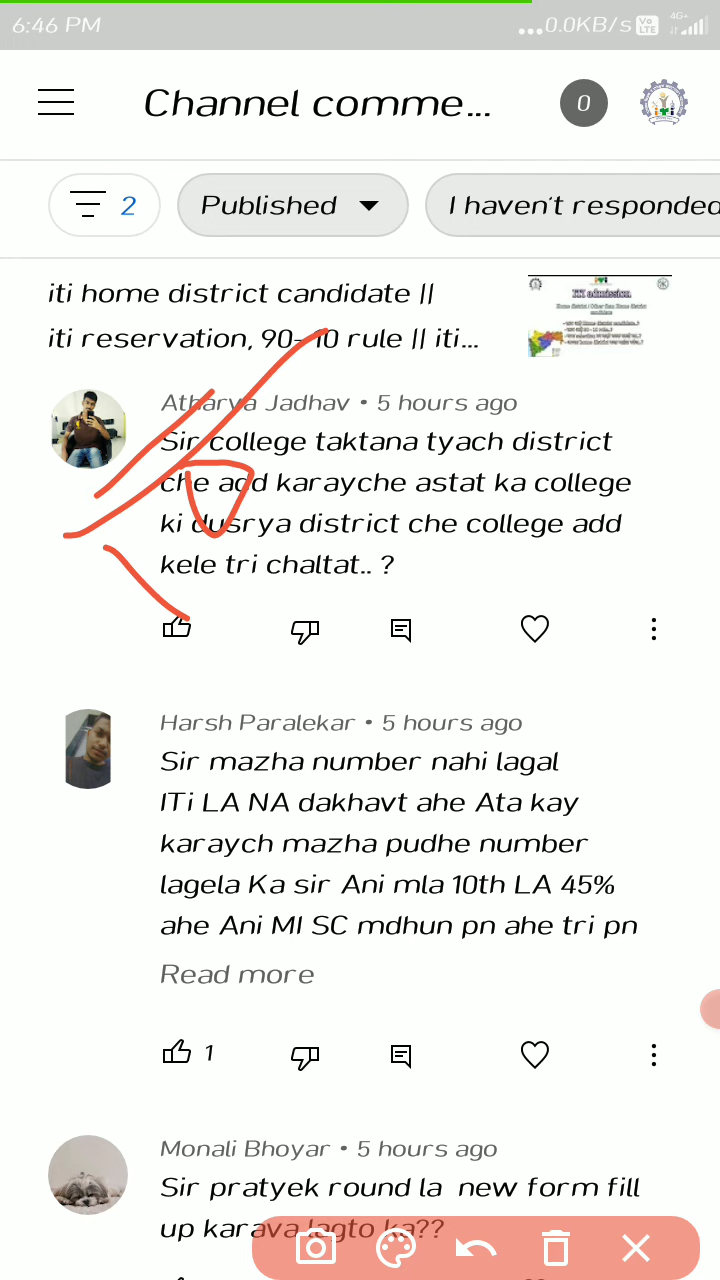 6:46 PM
...0.0KB/s Vo LTE 4G+
Channel comme... 0
2 Published I haven't responded
iti home district candidate ||
iti reservation, 90-10 rule || iti...
ITI admission
Atharva Jadhav • 5 hours ago
Sir college taktana tyach district
che add karayche astat ka college
ki dusrya district che college add
kele tri chaltat.. ?
Harsh Paralekar • 5 hours ago
Sir mazha number nahi lagal
ITi LA NA dakhavt ahe Ata kay
karaych mazha pudhe number
lagela Ka sir Ani mla 10th LA 45%
ahe Ani MI SC mdhun pn ahe tri pn
Read more
1
Monali Bhoyar • 5 hours ago
Sir pratyek round la new form fill
up karava lagto ka??